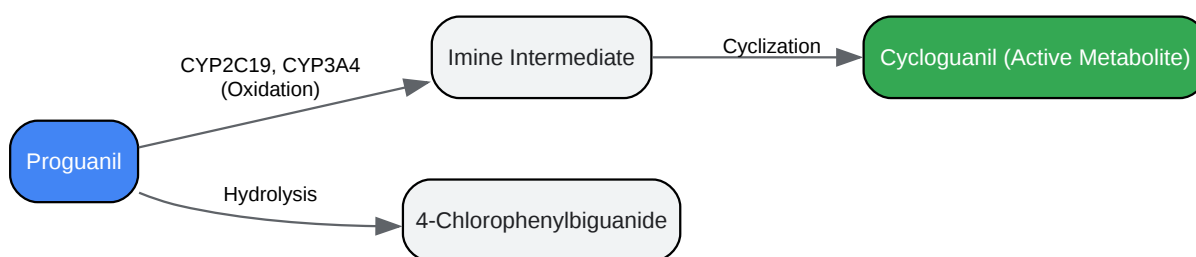 Proguanil
CYP2C19, CYP3A4
(Oxidation)
Imine Intermediate
Cyclization
Cycloguanil (Active Metabolite)
Hydrolysis
4-Chlorophenylbiguanide